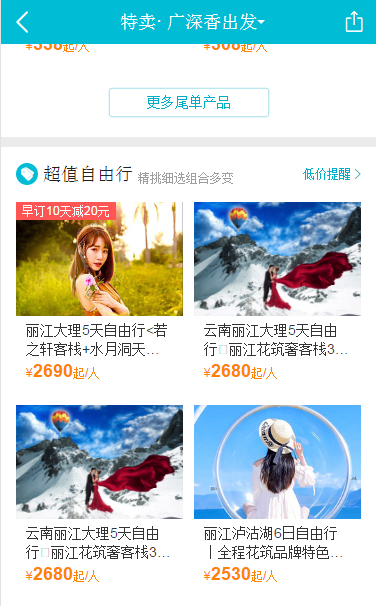 特卖· 广深香出发
¥338起/人
¥308起/人
更多尾单产品
超值自由行 精挑细选组合多变 低价提醒
早订10天减20元
丽江大理5天自由行<若之轩客栈+水月洞天...
¥2690起/人
云南丽江大理5天自由行 丽江花筑奢客栈3...
¥2680起/人
云南丽江大理5天自由行 丽江花筑奢客栈3...
¥2680起/人
丽江泸沽湖6日自由行丨全程花筑品牌特色...
¥2530起/人